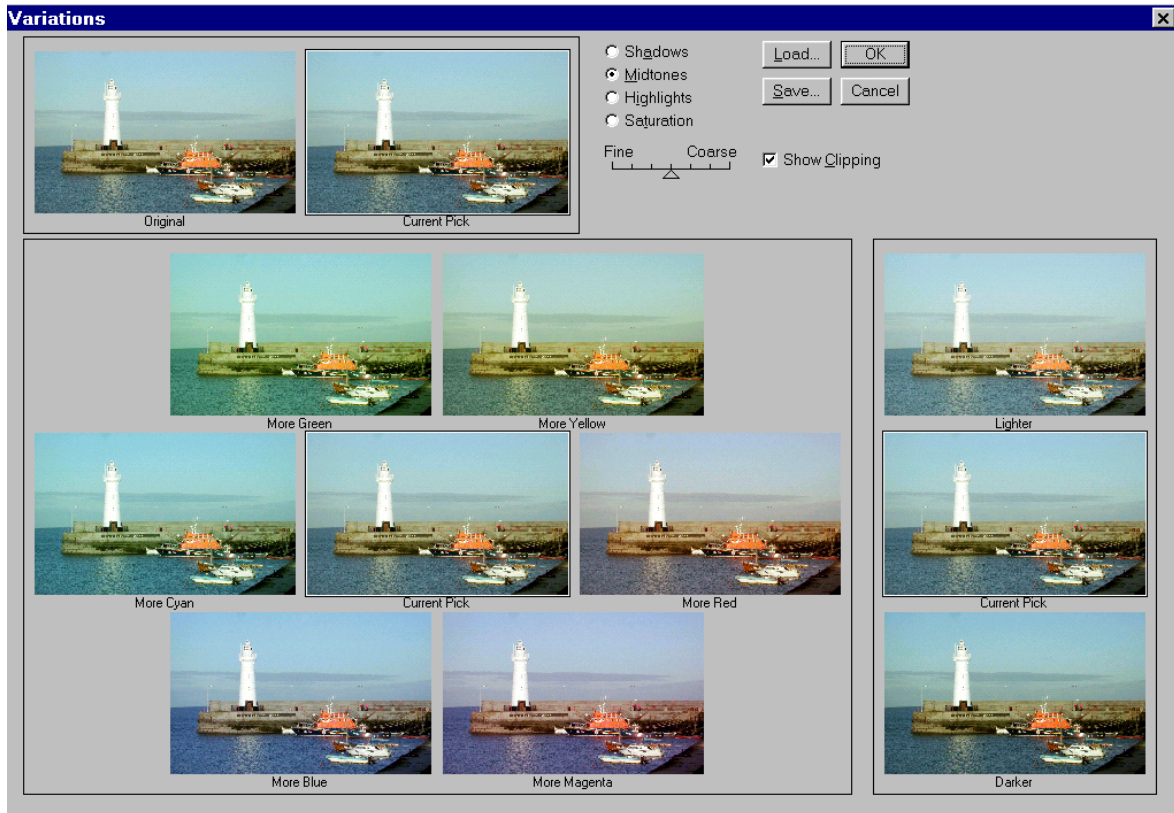 Variations
Shadows
Midtones
Highlights
Saturation
Load...
OK
Save...
Cancel
Fine
Coarse
Show Clipping
Original
Current Pick
More Green
More Yellow
Lighter
More Cyan
Current Pick
More Red
Current Pick
More Blue
More Magenta
Darker